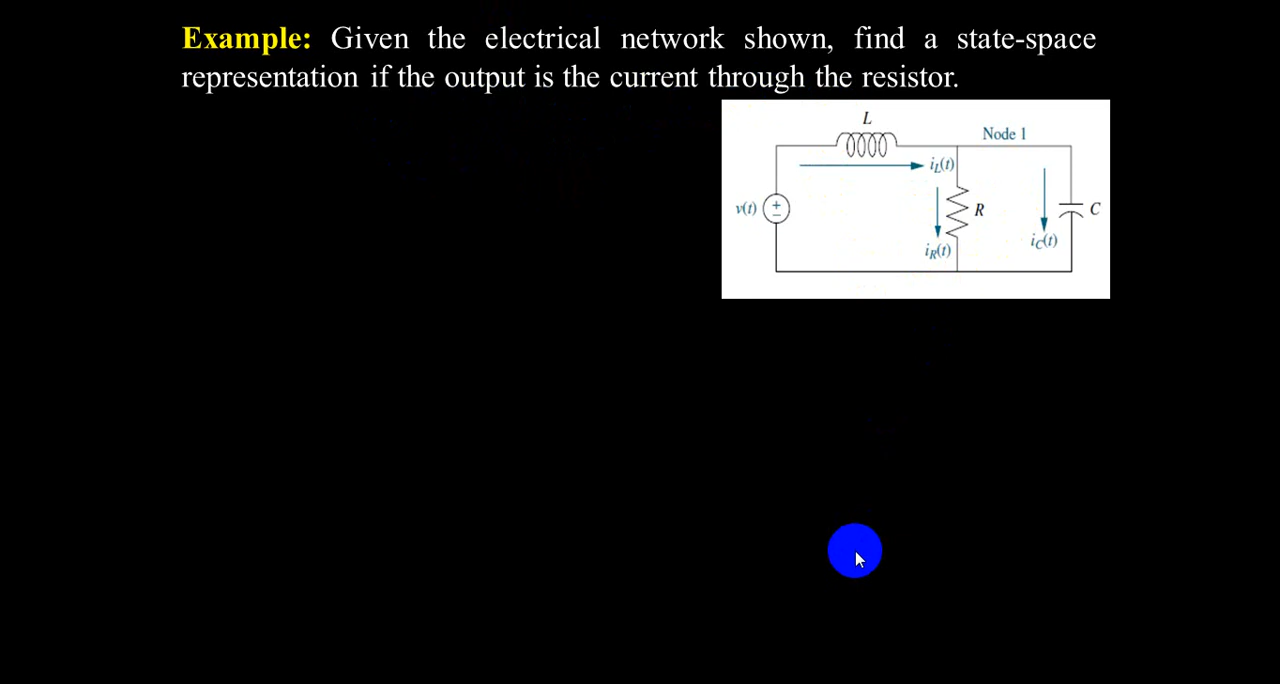 Example: Given the electrical network shown, find a state-space
representation if the output is the current through the resistor.
L
Node 1
iL(t)
v(t)
+
−
R
C
iR(t)
iC(t)